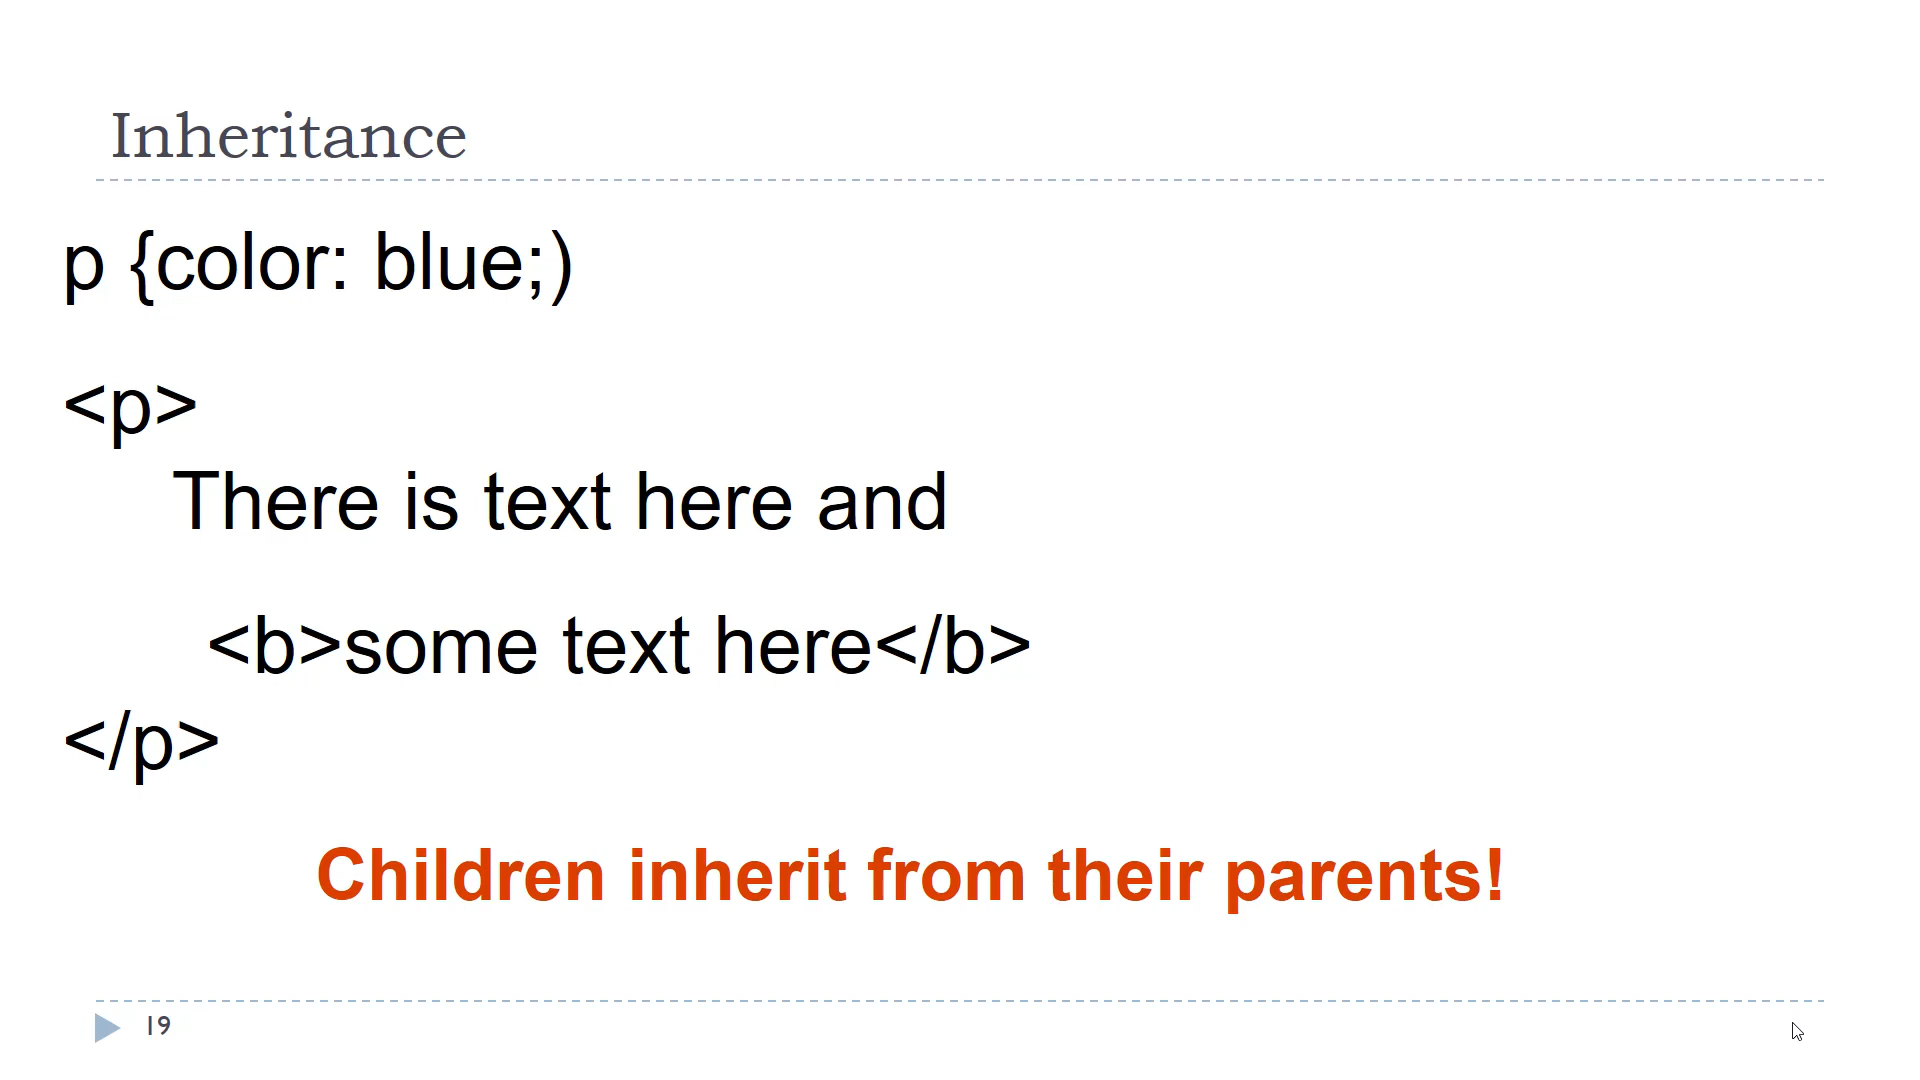 Inheritance
p {color: blue;)
<p>
There is text here and
<b>some text here</b>
</p>
Children inherit from their parents!
19